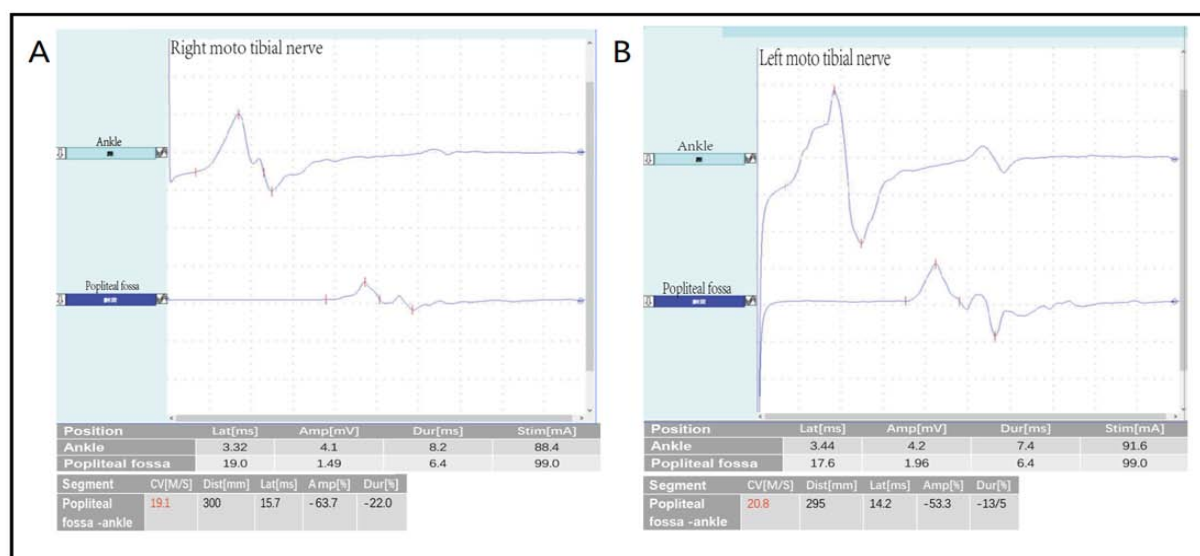 A
Right moto tibial nerve
Ankle
Popliteal fossa
Position Lat[ms] Amp[mV] Dur[ms] Stim[mA]
Ankle 3.32 4.1 8.2 88.4
Popliteal fossa 19.0 1.49 6.4 99.0
Segment CV[M/S] Dist[mm] Lat[ms] Amp[%] Dur[%]
Popliteal 19.1 300 15.7 -63.7 -22.0
fossa -ankle
B
Left moto tibial nerve
Ankle
Popliteal fossa
Position Lat[ms] Amp[mV] Dur[ms] Stim[mA]
Ankle 3.44 4.2 7.4 91.6
Popliteal fossa 17.6 1.96 6.4 99.0
Segment CV[M/S] Dist[mm] Lat[ms] Amp[%] Dur[%]
Popliteal 20.8 295 14.2 -53.3 -13/5
fossa -ankle